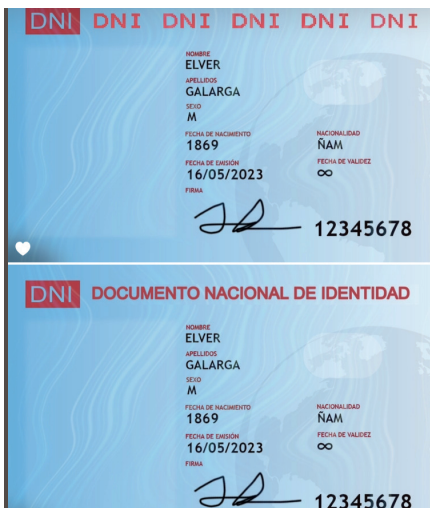 DNI DNI DNI DNI DNI DNI
NOMBRE
ELVER
APELLIDOS
GALARGA
SEXO
M
FECHA DE NACIMIENTO NACIONALIDAD
1869 ÑAM
FECHA DE EMISIÓN FECHA DE VALIDEZ
16/05/2023 ∞
FIRMA
12345678
DNI DOCUMENTO NACIONAL DE IDENTIDAD
NOMBRE
ELVER
APELLIDOS
GALARGA
SEXO
M
FECHA DE NACIMIENTO NACIONALIDAD
1869 ÑAM
FECHA DE EMISIÓN FECHA DE VALIDEZ
16/05/2023 ∞
FIRMA
12345678